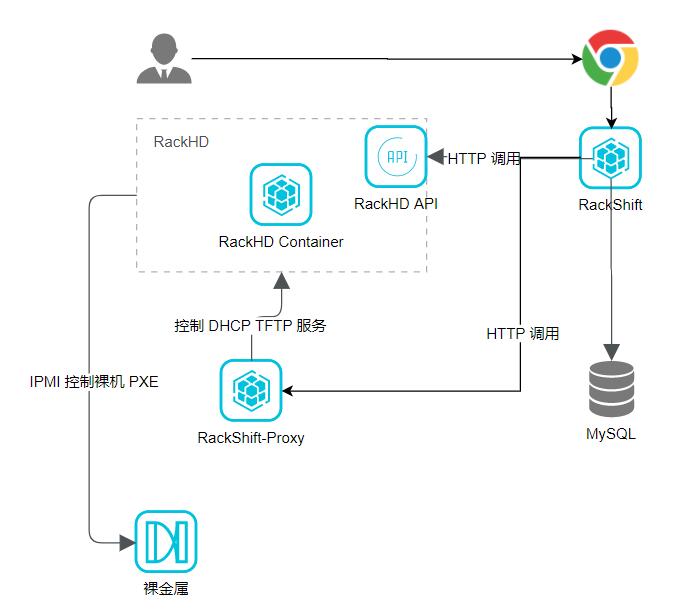 RackHD
API
HTTP 调用
RackHD API
RackShift
RackHD Container
控制 DHCP TFTP 服务
HTTP 调用
IPMI 控制裸机 PXE
RackShift-Proxy
MySQL
裸金属